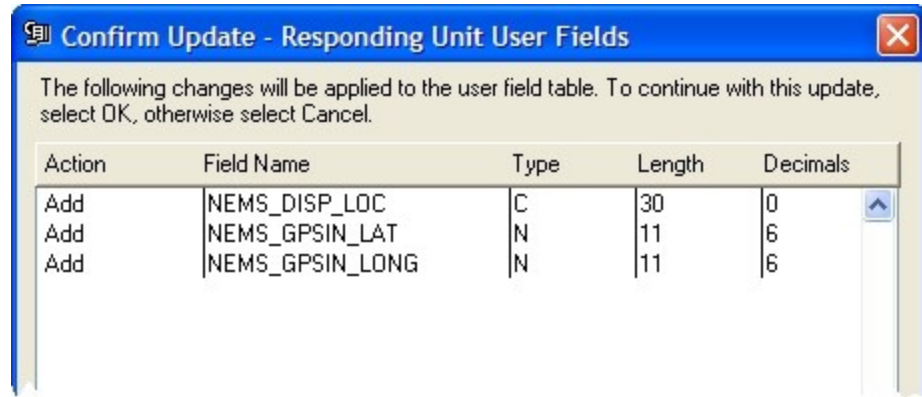 Confirm Update - Responding Unit User Fields
The following changes will be applied to the user field table. To continue with this update,
select OK, otherwise select Cancel.
Action Field Name Type Length Decimals
Add NEMS_DISP_LOC C 30 0
Add NEMS_GPSIN_LAT N 11 6
Add NEMS_GPSIN_LONG N 11 6